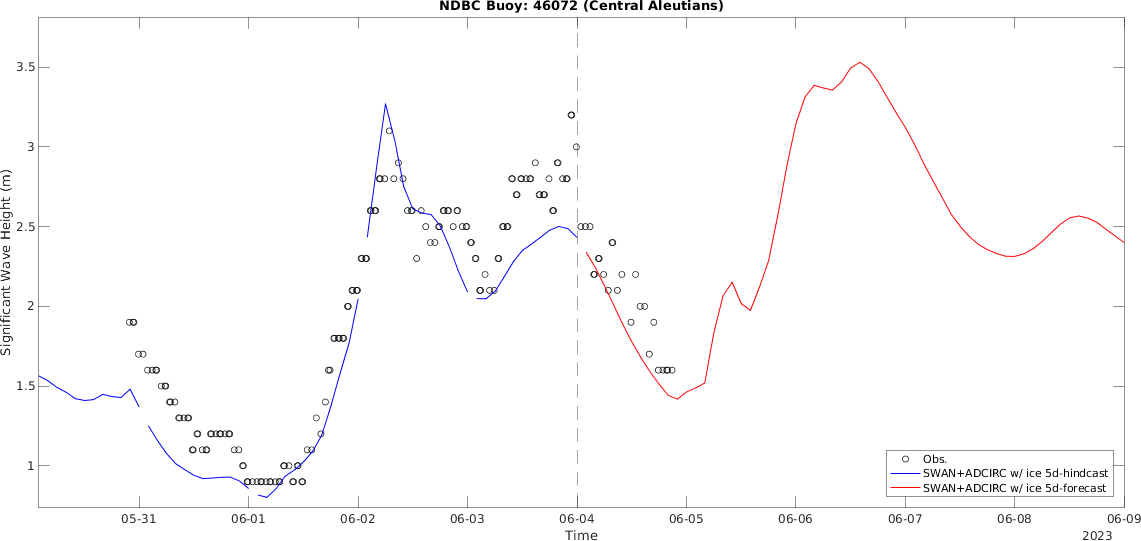 NDBC Buoy: 46072 (Central Aleutians)
Significant Wave Height (m)
3.5
3
2.5
2
1.5
1
Obs.
SWAN+ADCIRC w/ ice 5d-hindcast
SWAN+ADCIRC w/ ice 5d-forecast
05-31 06-01 06-02 06-03 06-04 06-05 06-06 06-07 06-08 06-09
Time
2023